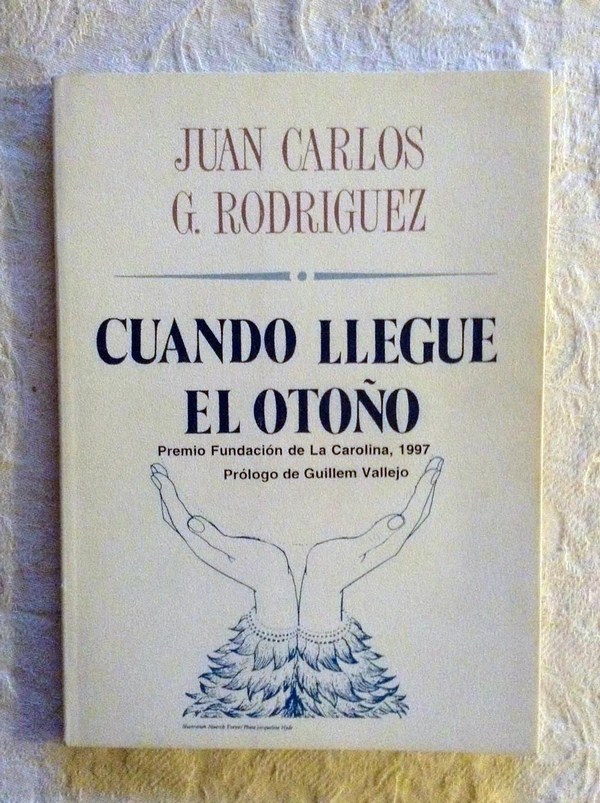 JUAN CARLOS
G. RODRIGUEZ
CUANDO LLEGUE
EL OTOÑO
Premio Fundación de La Carolina, 1997
Prólogo de Guillem Vallejo